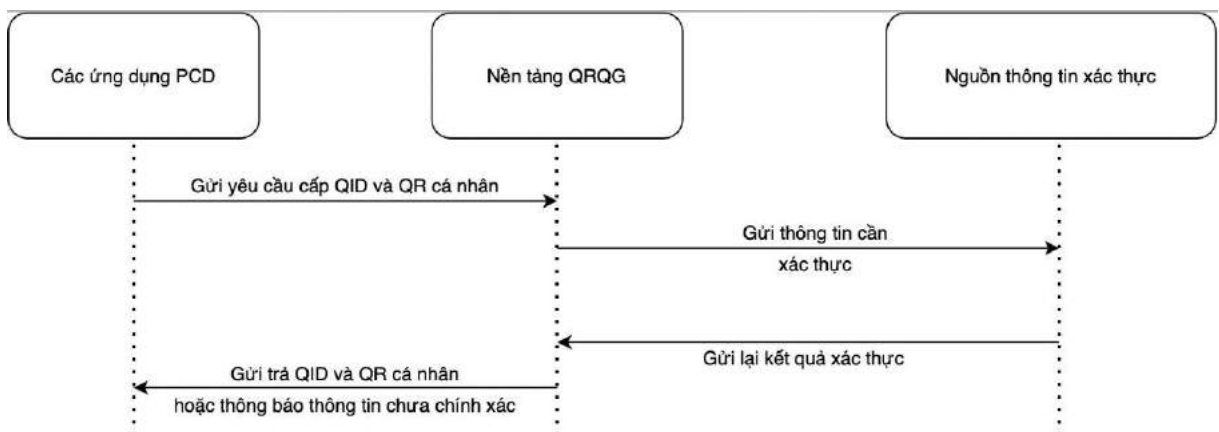 Các ứng dụng PCD
Nền tảng QRQG
Nguồn thông tin xác thực
Gửi yêu cầu cấp QID và QR cá nhân
Gửi thông tin cần
xác thực
Gửi lại kết quả xác thực
Gửi trả QID và QR cá nhân
hoặc thông báo thông tin chưa chính xác